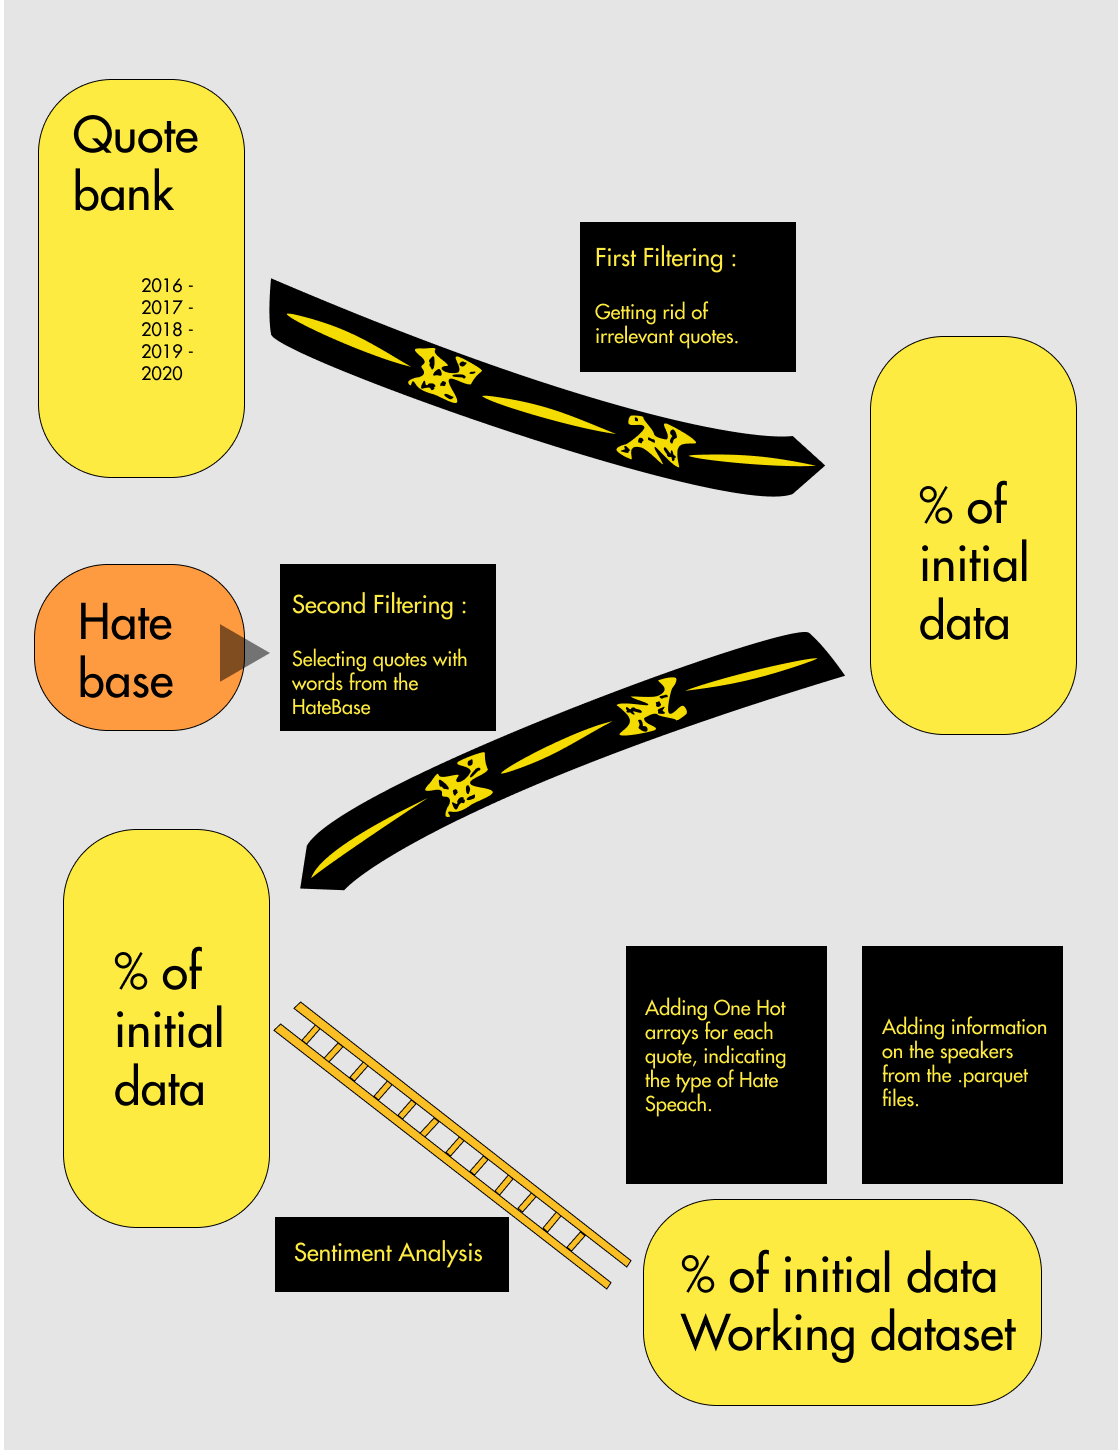 Quote
bank
2016 -
2017 -
2018 -
2019 -
2020
First Filtering :
Getting rid of
irrelevant quotes.
% of
initial
data
Hate
base
Second Filtering :
Selecting quotes with
words from the
HateBase
% of
initial
data
Adding One Hot
arrays for each
quote, indicating
the type of Hate
Speach.
Adding information
on the speakers
from the .parquet
files.
Sentiment Analysis
% of initial data
Working dataset